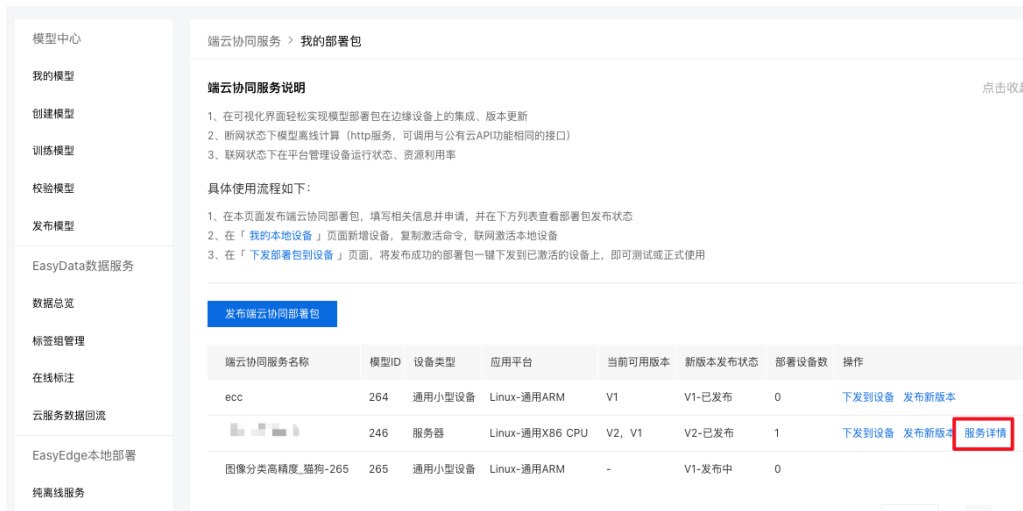 模型中心
我的模型
创建模型
训练模型
校验模型
发布模型
EasyData数据服务
数据总览
标签组管理
在线标注
云服务数据回流
EasyEdge本地部署
纯离线服务
端云协同服务 > 我的部署包
端云协同服务说明 点击收起
1、在可视化界面轻松实现模型部署包在边缘设备上的集成、版本更新
2、断网状态下模型离线计算（http服务，可调用与公有云API功能相同的接口）
3、联网状态下在平台管理设备运行状态、资源利用率
具体使用流程如下：
1、在本页面发布端云协同部署包，填写相关信息并申请，并在下方列表查看部署包发布状态
2、在「 我的本地设备 」页面新增设备，复制激活命令，联网激活本地设备
3、在「 下发部署包到设备 」页面，将发布成功的部署包一键下发到已激活的设备上，即可测试或正式使用
发布端云协同部署包
端云协同服务名称 模型ID 设备类型 应用平台 当前可用版本 新版本发布状态 部署设备数 操作
ecc 264 通用小型设备 Linux-通用ARM V1 V1-已发布 0 下发到设备 发布新版本
246 服务器 Linux-通用X86 CPU V2，V1 V2-已发布 1 下发到设备 发布新版本 服务详情
图像分类高精度_猫狗-265 265 通用小型设备 Linux-通用ARM - V1-发布中 0